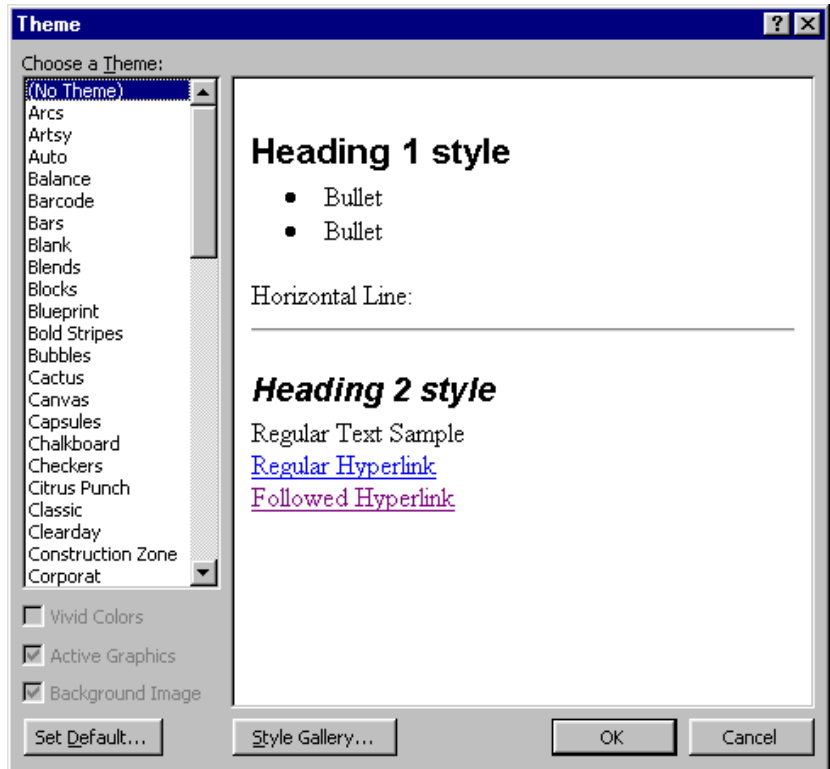 Theme
Choose a Theme:
(No Theme)
Arcs
Artsy
Auto
Balance
Barcode
Bars
Blank
Blends
Blocks
Blueprint
Bold Stripes
Bubbles
Cactus
Canvas
Capsules
Chalkboard
Checkers
Citrus Punch
Classic
Clearday
Construction Zone
Corporat
Vivid Colors
Active Graphics
Background Image
Heading 1 style
• Bullet
• Bullet
Horizontal Line:
Heading 2 style
Regular Text Sample
Regular Hyperlink
Followed Hyperlink
Set Default...
Style Gallery...
OK
Cancel